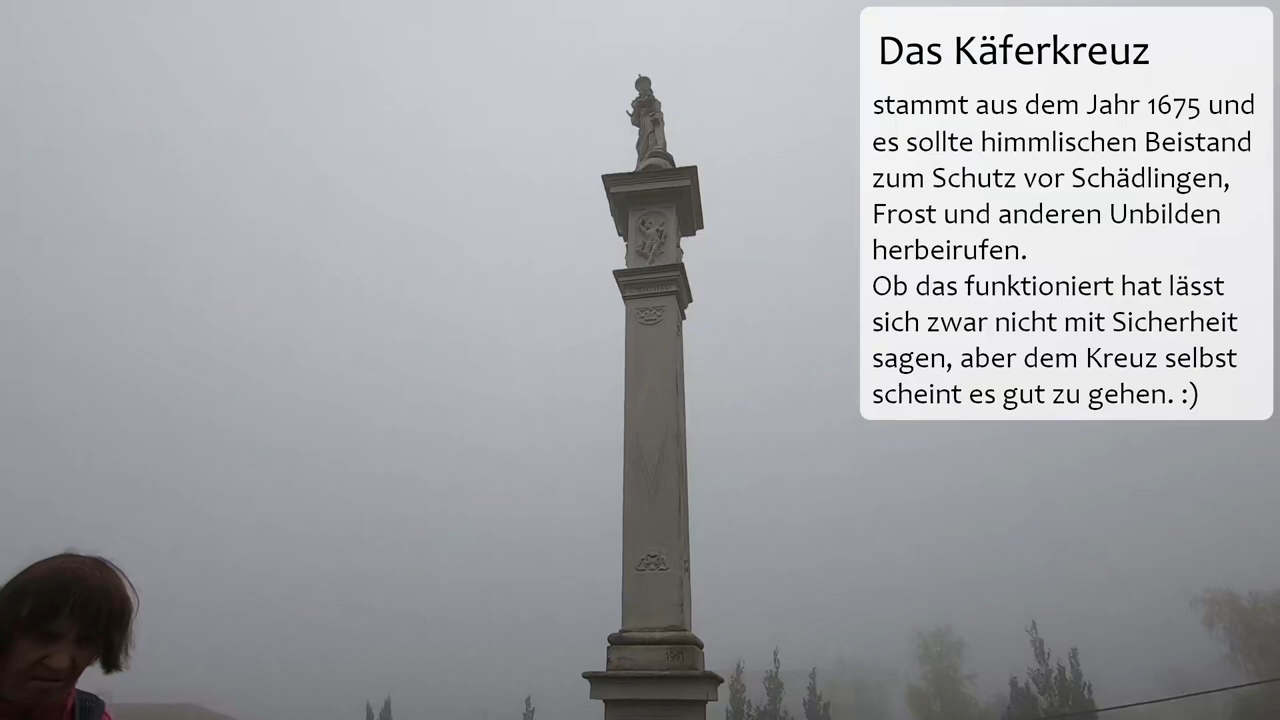 Das Käferkreuz
stammt aus dem Jahr 1675 und
es sollte himmlischen Beistand
zum Schutz vor Schädlingen,
Frost und anderen Unbilden
herbeirufen.
Ob das funktioniert hat lässt
sich zwar nicht mit Sicherheit
sagen, aber dem Kreuz selbst
scheint es gut zu gehen. :)